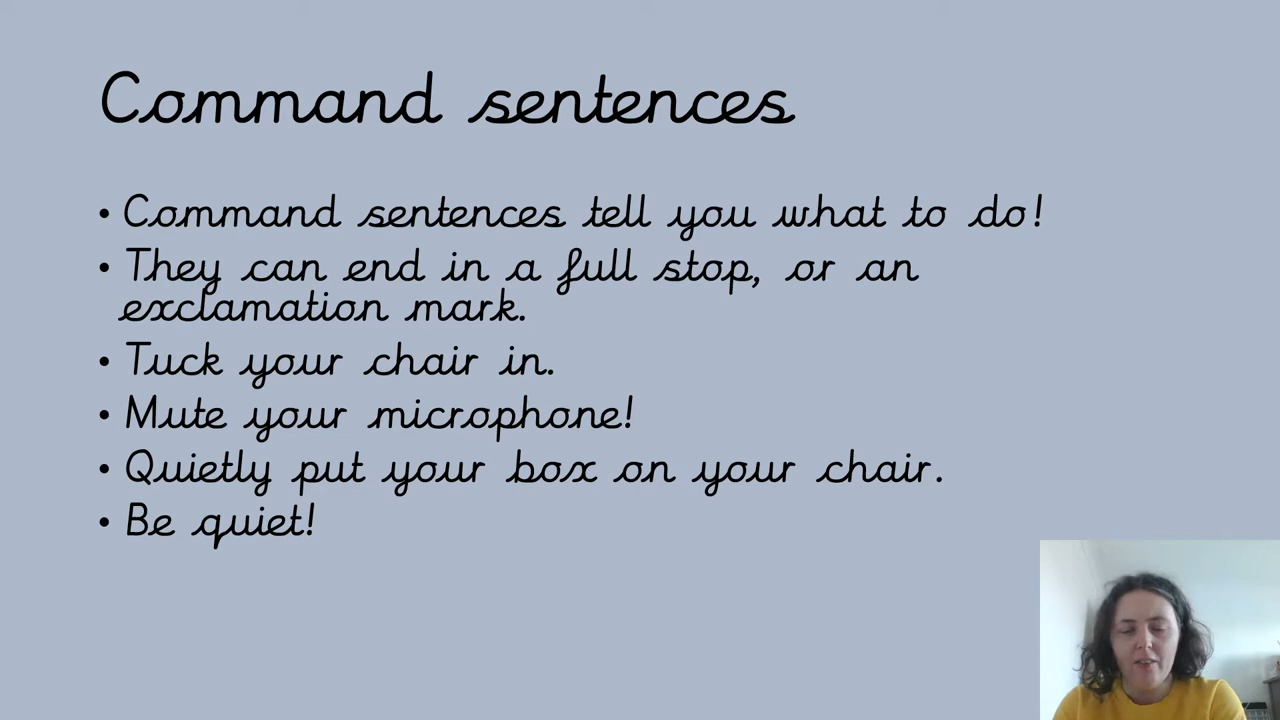 Command sentences
• Command sentences tell you what to do!
• They can end in a full stop, or an
exclamation mark.
• Tuck your chair in.
• Mute your microphone!
• Quietly put your box on your chair.
• Be quiet!